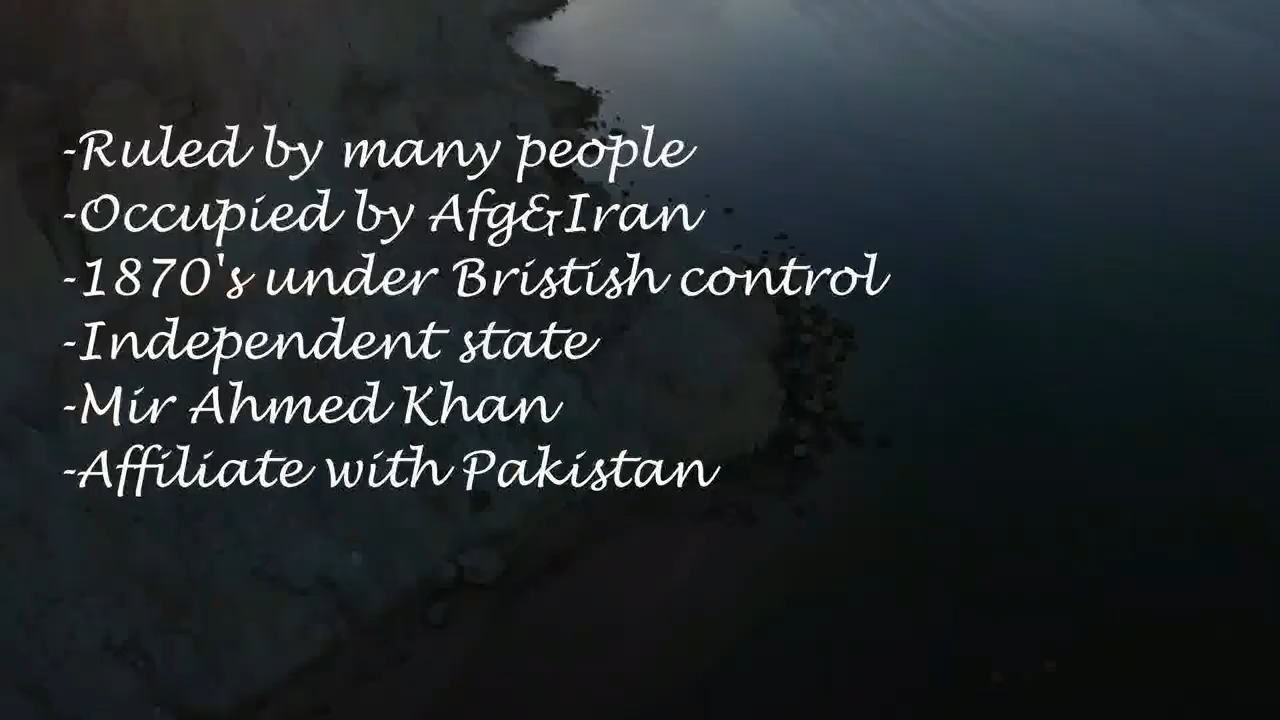 -Ruled by many people
-Occupied by Afg&Iran
-1870's under Bristish control
-Independent state
-Mir Ahmed Khan
-Affiliate with Pakistan